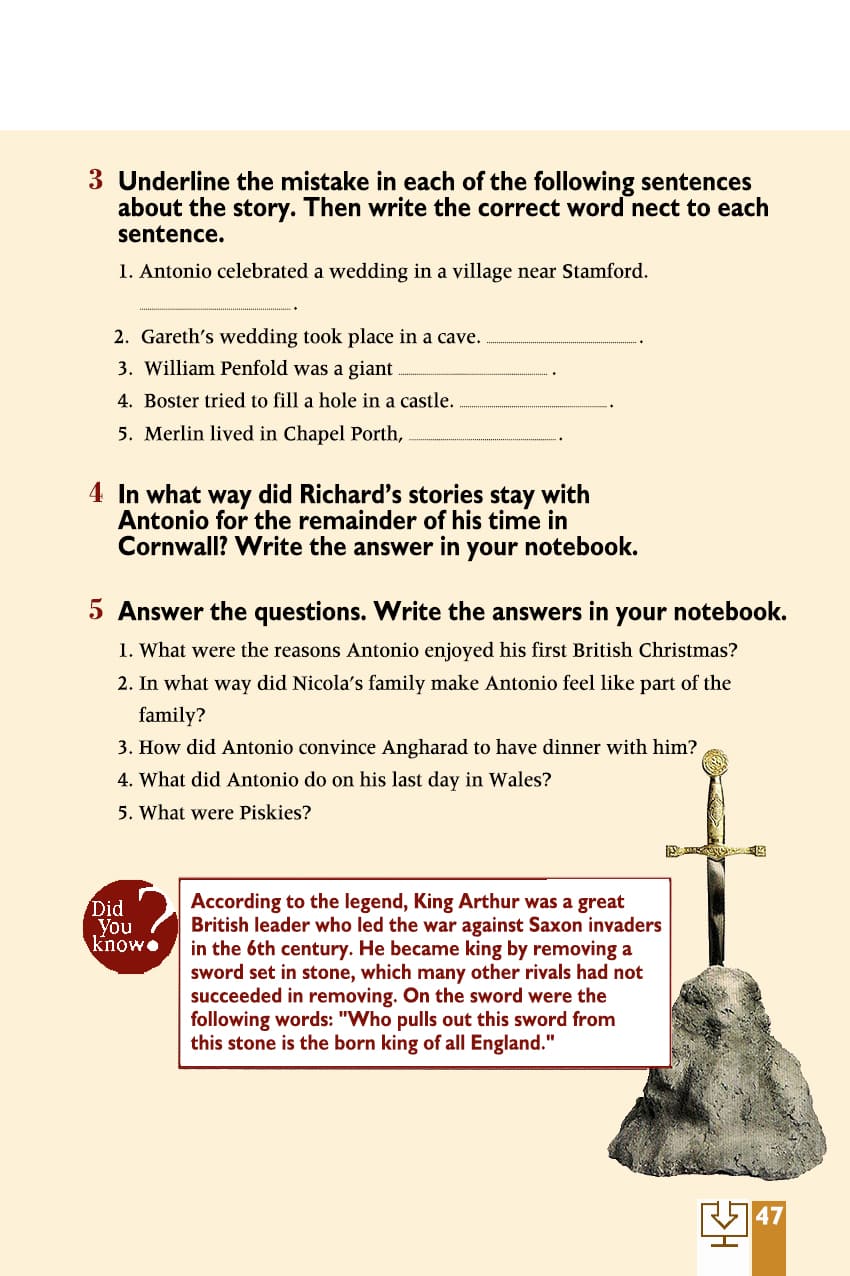 3 Underline the mistake in each of the following sentences
about the story. Then write the correct word nect to each
sentence.
1. Antonio celebrated a wedding in a village near Stamford.
.
2. Gareth's wedding took place in a cave. .
3. William Penfold was a giant .
4. Boster tried to fill a hole in a castle. .
5. Merlin lived in Chapel Porth, .
4 In what way did Richard's stories stay with
Antonio for the remainder of his time in
Cornwall? Write the answer in your notebook.
5 Answer the questions. Write the answers in your notebook.
1. What were the reasons Antonio enjoyed his first British Christmas?
2. In what way did Nicola's family make Antonio feel like part of the
family?
3. How did Antonio convince Angharad to have dinner with him?
4. What did Antonio do on his last day in Wales?
5. What were Piskies?
Did
You
know?
According to the legend, King Arthur was a great
British leader who led the war against Saxon invaders
in the 6th century. He became king by removing a
sword set in stone, which many other rivals had not
succeeded in removing. On the sword were the
following words: "Who pulls out this sword from
this stone is the born king of all England."
47